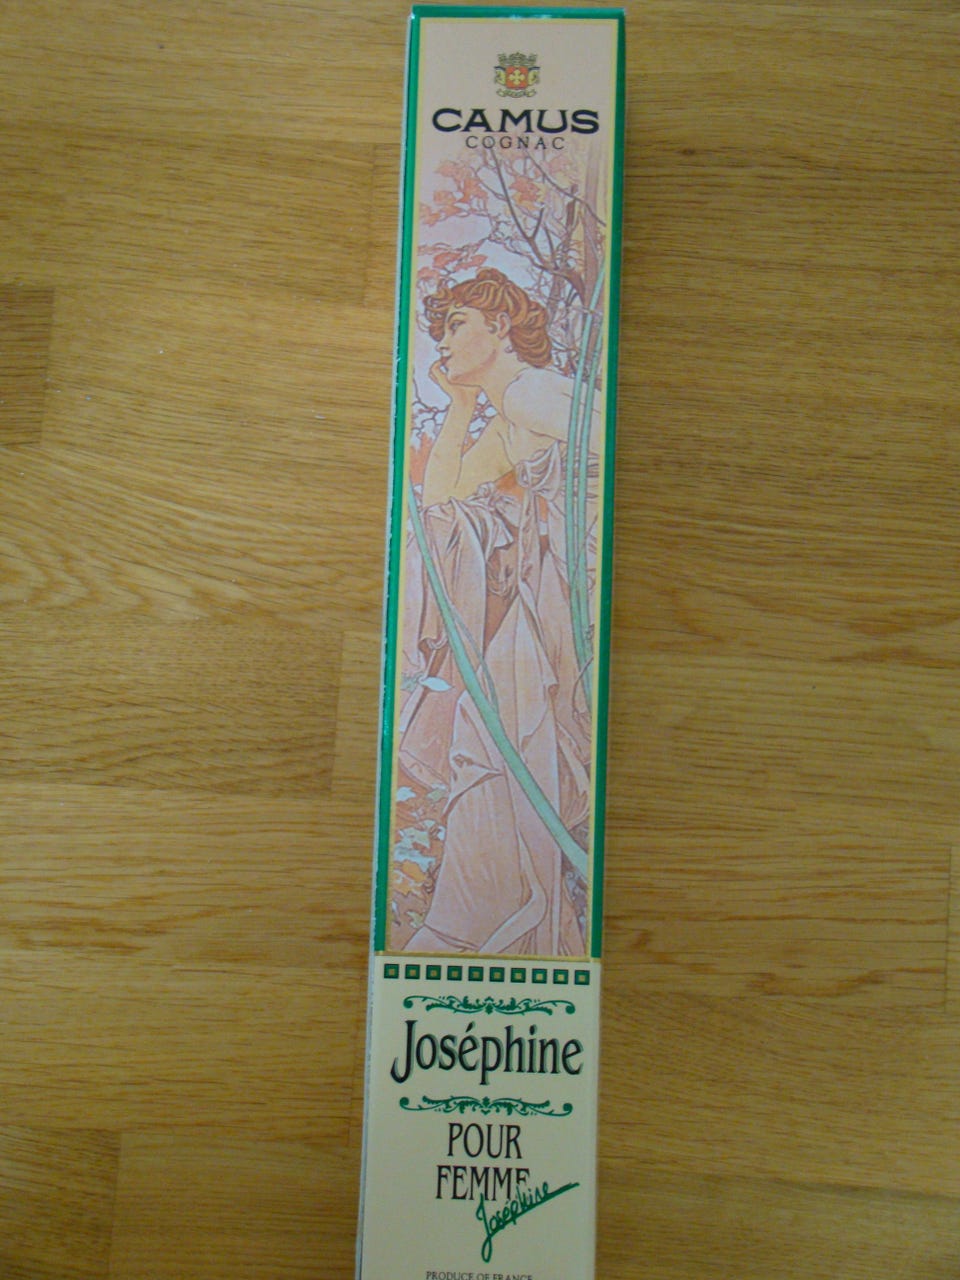 CAMUS
COGNAC
Joséphine
POUR
FEMME
Joséphine
PRODUCE OF FRANCE